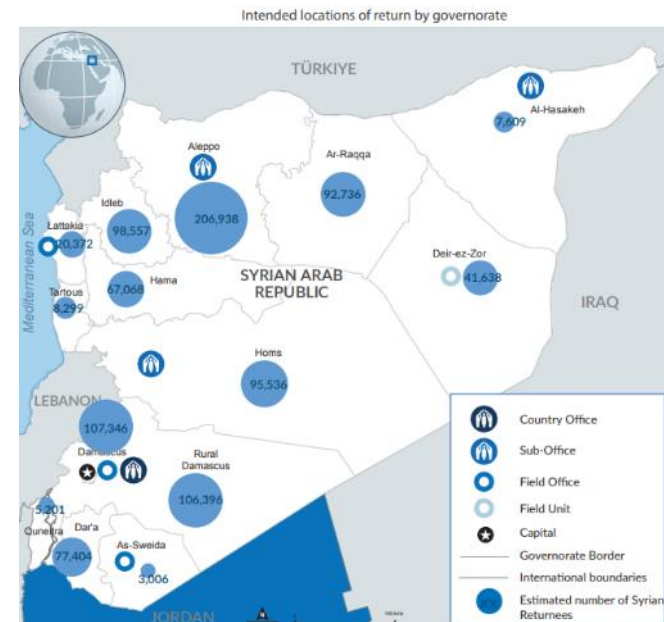 Intended locations of return by governorate
TÜRKIYE
Al-Hasakeh
7,609
Aleppo
206,938
Ar-Raqqa
92,736
Idleb
98,557
Lattakia
20,372
Deir-ez-Zor
41,638
Mediterranean Sea
Hama
67,068
SYRIAN ARAB
REPUBLIC
Tartous
8,299
IRAQ
Homs
95,536
LEBANON
107,346
Damascus
Rural
Damascus
106,396
5,201
Quneitra
Dar'a
77,404
As-Sweida
3,006
JORDAN
N
100 km
Country Office
Sub-Office
Field Office
Field Unit
Capital
Governorate Border
International boundaries
XX
Estimated number of Syrian
Returnees